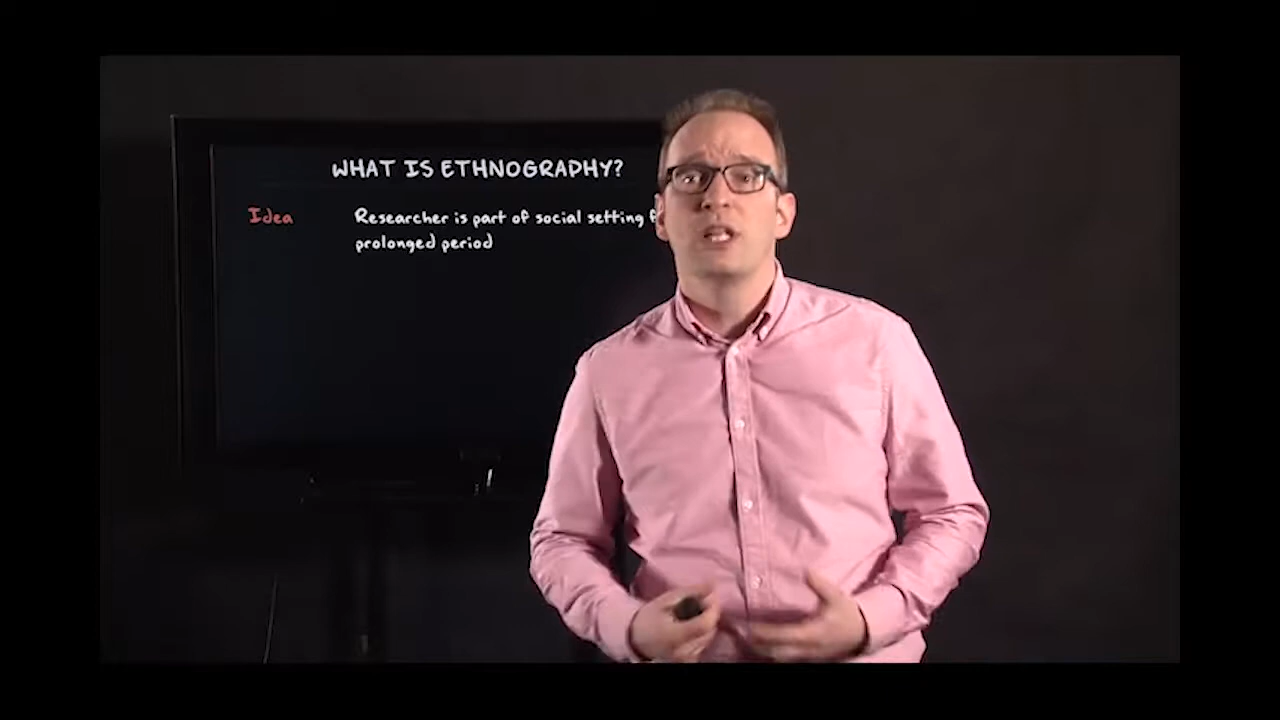 WHAT IS ETHNOGRAPHY?
Idea
Researcher is part of social setting
prolonged period